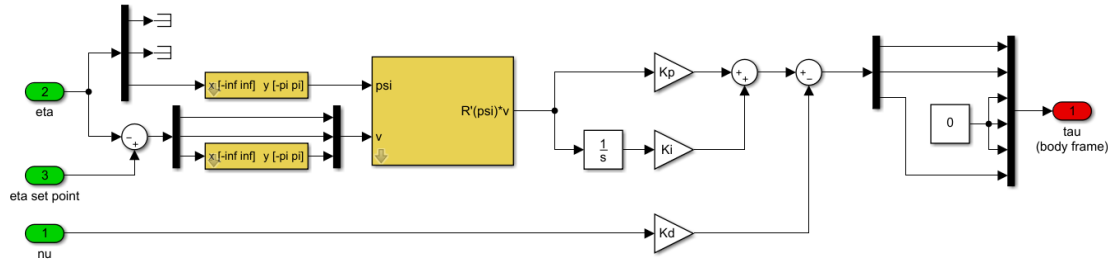 2
eta
3
eta set point
1
nu
x [-inf inf]  y [-pi pi]
x [-inf inf]  y [-pi pi]
psi
v
R'(psi)*v
1
s
Kp
Ki
Kd
+
+
+
−
−
+
0
1
tau
(body frame)